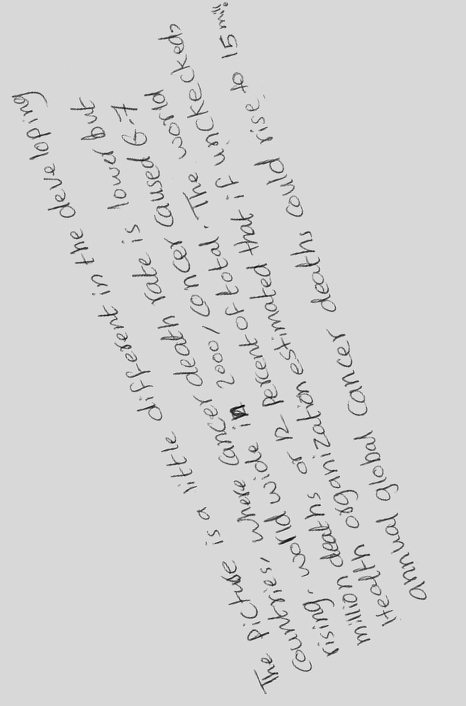 The Picture is a little different in the developing
Countries, where cancer death rate is lower but
rising. world wide in 2000, Cancer caused 6-7
million deaths or 12 percent of total. The world
Health organization estimated that if unckecked,
annual global Cancer deaths could rise to 15